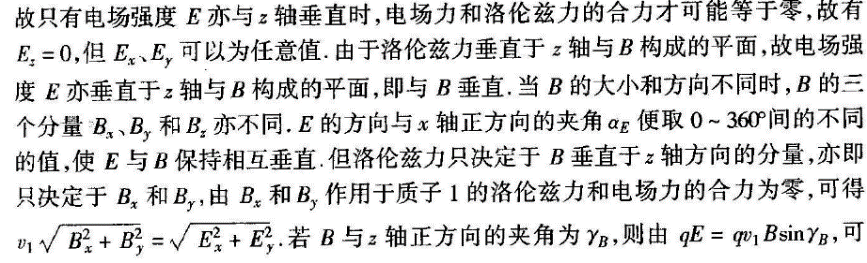 故只有电场强度 E 亦与 z 轴垂直时,电场力和洛伦兹力的合力才可能等于零,故有
E_z = 0,但 E_x、E_y 可以为任意值.由于洛伦兹力垂直于 z 轴与 B 构成的平面,故电场强
度 E 亦垂直于 z 轴与 B 构成的平面,即与 B 垂直.当 B 的大小和方向不同时,B 的三
个分量 B_x、B_y 和 B_z 亦不同.E 的方向与 x 轴正方向的夹角 α_E 便取 0 ~ 360°间的不同
的值,使 E 与 B 保持相互垂直.但洛伦兹力只决定于 B 垂直于 z 轴方向的分量,亦即
只决定于 B_x 和 B_y,由 B_x 和 B_y 作用于质子 1 的洛伦兹力和电场力的合力为零,可得
v_1 √(B_x^2 + B_y^2) = √(E_x^2 + E_y^2).若 B 与 z 轴正方向的夹角为 γ_B,则由 qE = qv_1 B sin γ_B,可